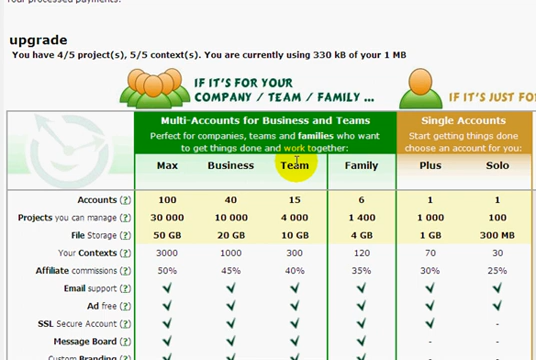 Your processed payments?
upgrade
You have 4/5 project(s), 5/5 context(s). You are currently using 330 kB of your 1 MB
IF IT'S FOR YOUR
COMPANY / TEAM / FAMILY ...
IF IT'S JUST FO
Multi-Accounts for Business and Teams
Perfect for companies, teams and families who want
to get things done and work together:
Single Accounts
Start getting things done
choose an account for you:
Max Business Team Family Plus Solo
Accounts (?) 100 40 15 6 1 1
Projects you can manage (?) 30 000 10 000 4 000 1 400 1 000 100
File Storage (?) 50 GB 20 GB 10 GB 4 GB 1 GB 300 MB
Your Contexts (?) 3000 1000 300 120 70 30
Affiliate commissions (?) 50% 45% 40% 35% 30% 25%
Email support (?)
Ad free (?)
SSL Secure Account (?) -
Message Board (?) - -
Custom Branding (?) - -